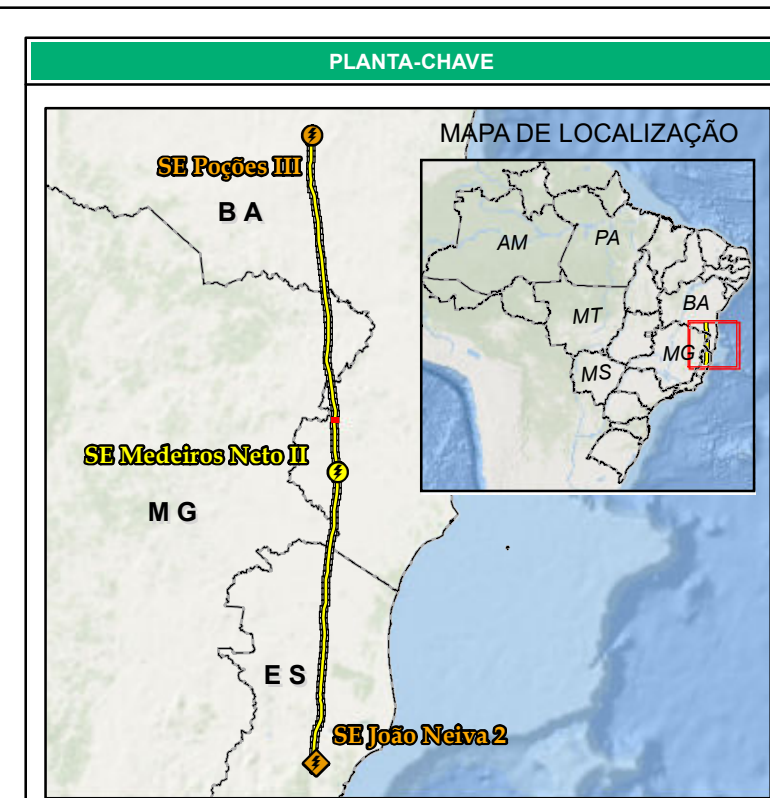 PLANTA-CHAVE
MAPA DE LOCALIZAÇÃO
SE Poções III
B A
AM
PA
BA
MT
MG
MS
SE Medeiros Neto II
M G
E S
SE João Neiva 2